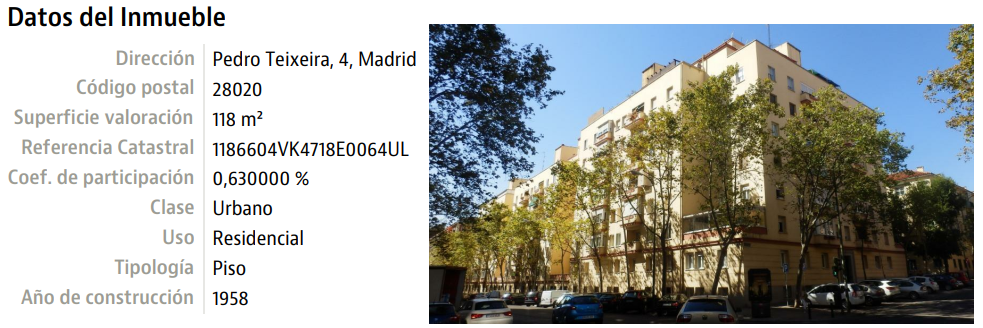 Datos del Inmueble
Dirección Pedro Teixeira, 4, Madrid
Código postal 28020
Superficie valoración 118 m²
Referencia Catastral 1186604VK4718E0064UL
Coef. de participación 0,630000 %
Clase Urbano
Uso Residencial
Tipología Piso
Año de construcción 1958